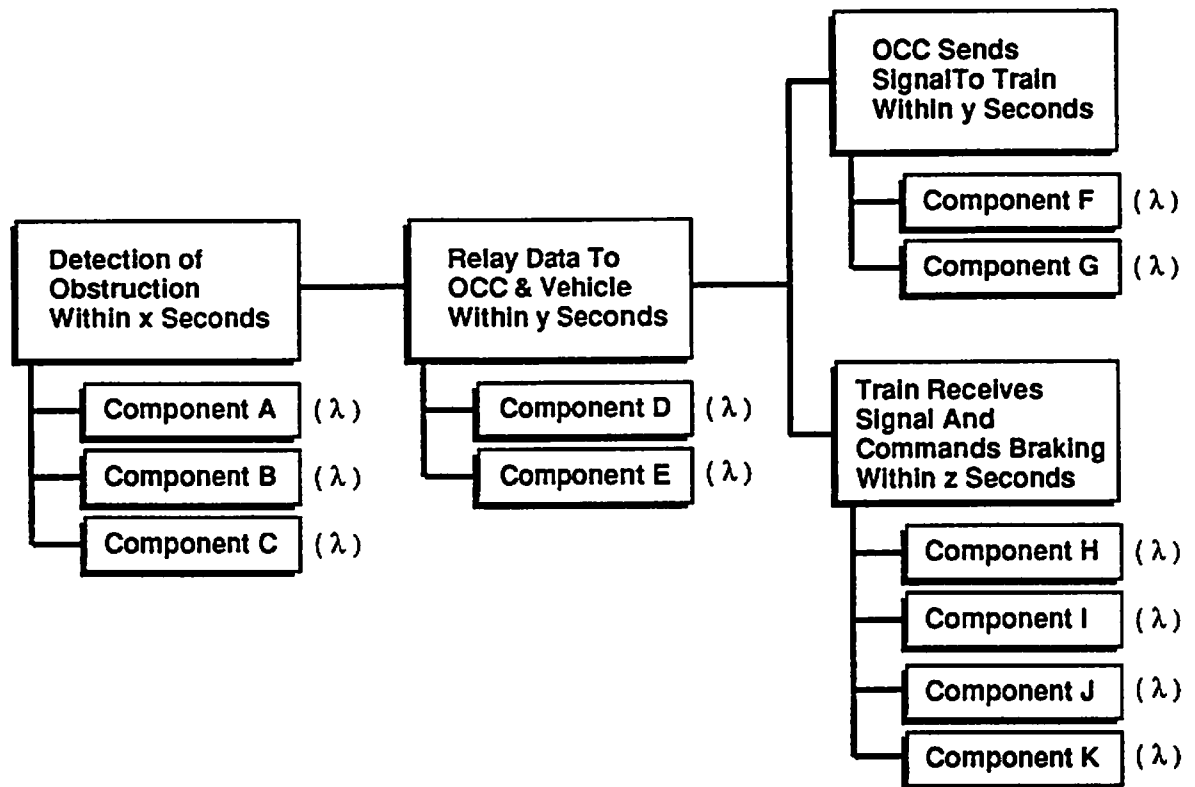 Detection of
Obstruction
Within x Seconds
Component A (λ)
Component B (λ)
Component C (λ)
Relay Data To
OCC & Vehicle
Within y Seconds
Component D (λ)
Component E (λ)
OCC Sends
SignalTo Train
Within y Seconds
Component F (λ)
Component G (λ)
Train Receives
Signal And
Commands Braking
Within z Seconds
Component H (λ)
Component I (λ)
Component J (λ)
Component K (λ)